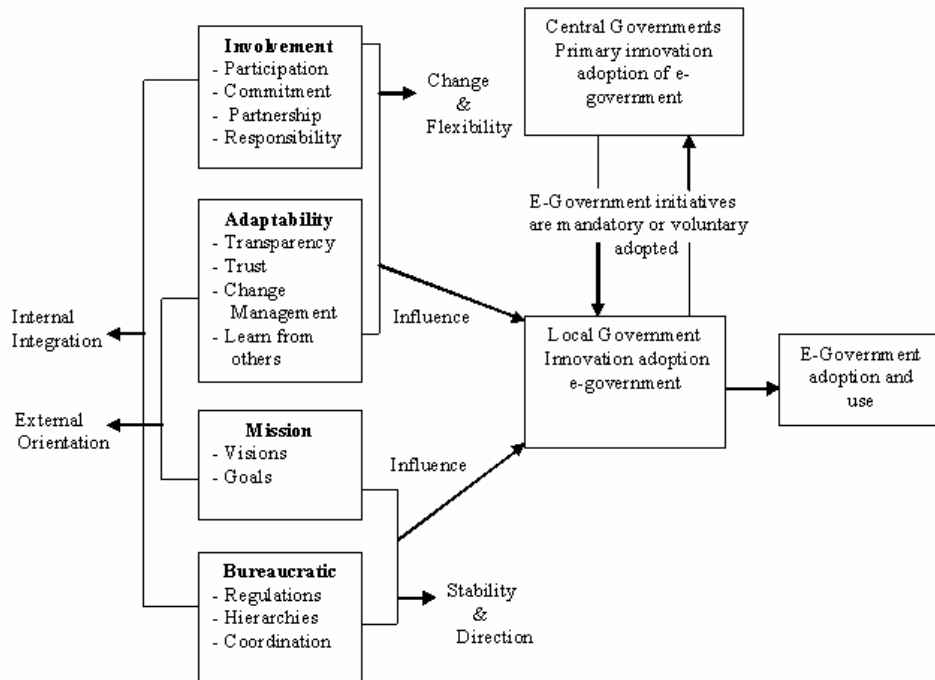 Involvement
- Participation
- Commitment
Partnership
- Responsibility
Change
&
Flexibility
Central Governments
Primary innovation
adoption of e-
government
E-Government initiatives
are mandatory or voluntary
adopted
Adaptability
- Transparency
- Trust
- Change
Management
- Learn from
others
Internal
Integration
External
Orientation
Influence
Local Government
Innovation adoption
e-government
E-Government
adoption and
use
Mission
- Visions
- Goals
Influence
Bureaucratic
- Regulations
- Hierarchies
- Coordination
Stability
&
Direction